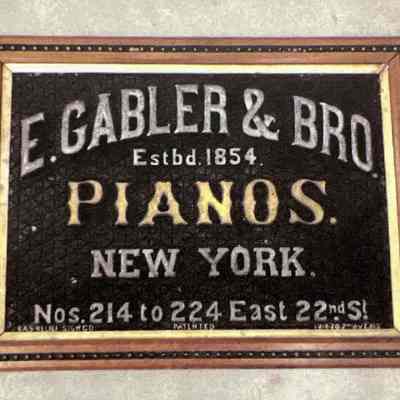 E. GABLER & BRO.
Estbd. 1854.
PIANOS.
NEW YORK.
Nos. 214 to 224 East 22nd St
PATENTED